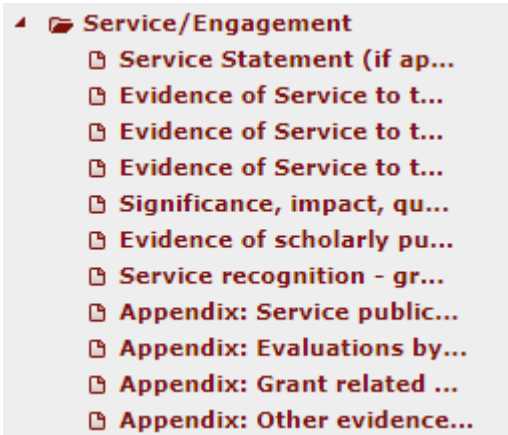 Service/Engagement
Service Statement (if ap...
Evidence of Service to t...
Evidence of Service to t...
Evidence of Service to t...
Significance, impact, qu...
Evidence of scholarly pu...
Service recognition - gr...
Appendix: Service public...
Appendix: Evaluations by...
Appendix: Grant related ...
Appendix: Other evidence...